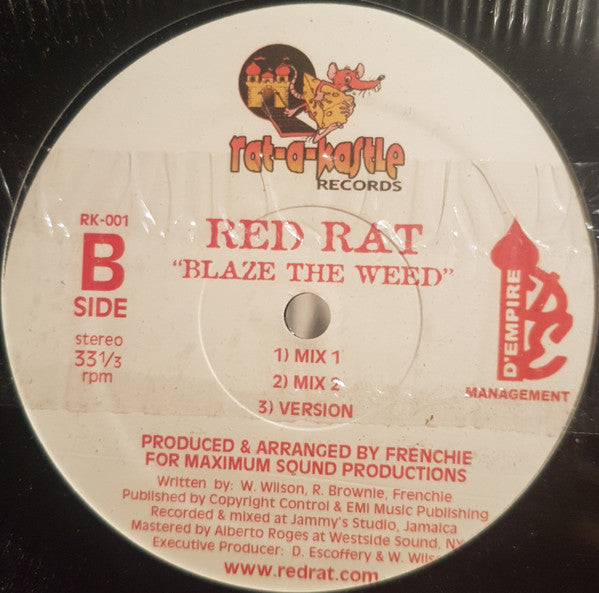 rat-a-kastle
RECORDS
RK-001
B
SIDE
stereo
33 1/3
rpm
RED RAT
"BLAZE THE WEED"
1) MIX 1
2) MIX 2
3) VERSION
D'EMPIRE
MANAGEMENT
PRODUCED & ARRANGED BY FRENCHIE
FOR MAXIMUM SOUND PRODUCTIONS
Written by: W. Wilson, R. Brownie, Frenchie
Published by Copyright Control & EMI Music Publishing
Recorded & mixed at Jammy's Studio, Jamaica
Mastered by Alberto Roges at Westside Sound, NY
Executive Producer: D. Escoffery & W. Wils
www.redrat.com